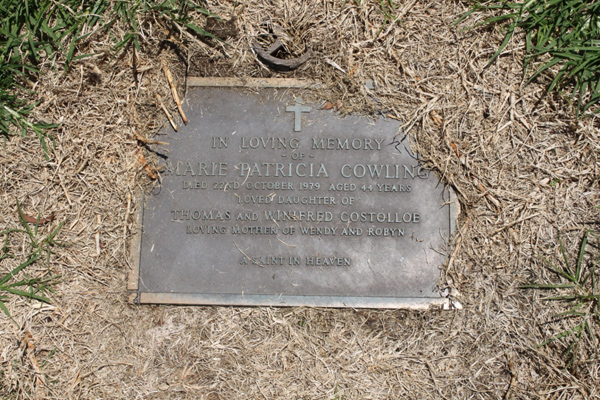 IN LOVING MEMORY
- OF -
MARIE PATRICIA COWLING
DIED 22ND OCTOBER 1979 AGED 44 YEARS
LOVED DAUGHTER OF
THOMAS AND WINIFRED COSTOLLOE
LOVING MOTHER OF WENDY AND ROBYN
A SAINT IN HEAVEN